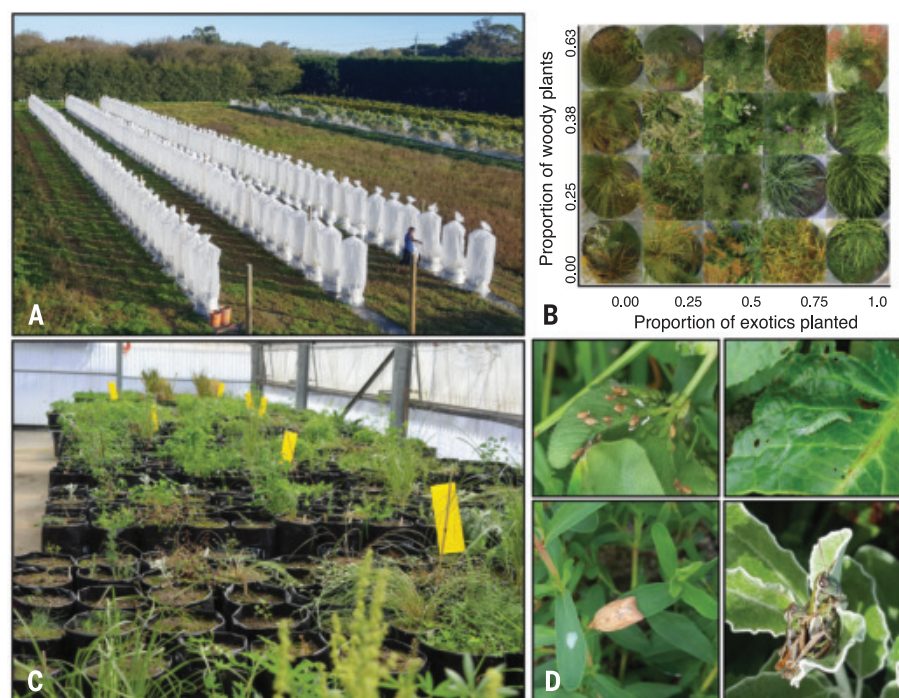 A
B
Proportion of woody plants
0.63
0.38
0.25
0.00
0.00 0.25 0.5 0.75 1.0
Proportion of exotics planted
C
D